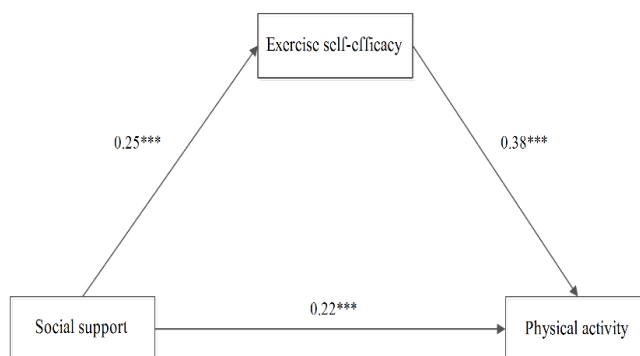 Exercise self-efficacy
0.25***
0.38***
0.22***
Social support
Physical activity